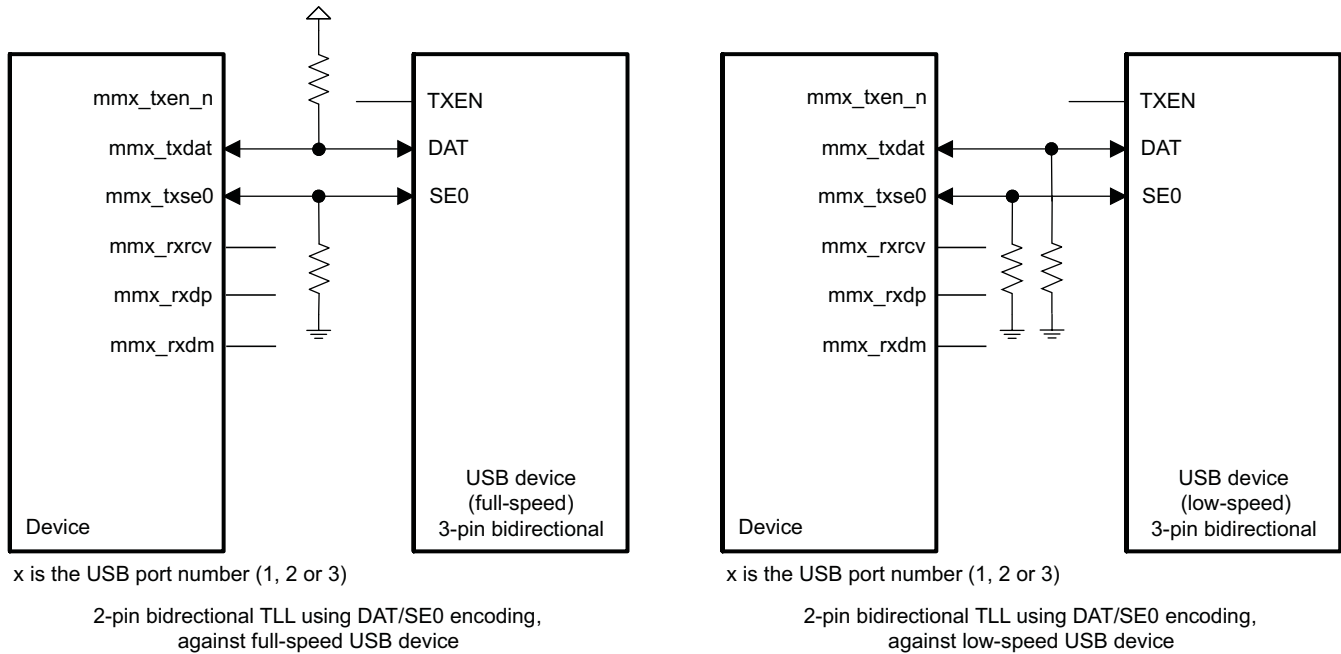 mmx_txen_n
mmx_txdat
mmx_txse0
mmx_rxrcv
mmx_rxdp
mmx_rxdm
Device
TXEN
DAT
SE0
USB device
(full-speed)
3-pin bidirectional
x is the USB port number (1, 2 or 3)
2-pin bidrectional TLL using DAT/SE0 encoding,
against full-speed USB device
mmx_txen_n
mmx_txdat
mmx_txse0
mmx_rxrcv
mmx_rxdp
mmx_rxdm
Device
TXEN
DAT
SE0
USB device
(low-speed)
3-pin bidirectional
x is the USB port number (1, 2 or 3)
2-pin bidirectional TLL using DAT/SE0 encoding,
against low-speed USB device